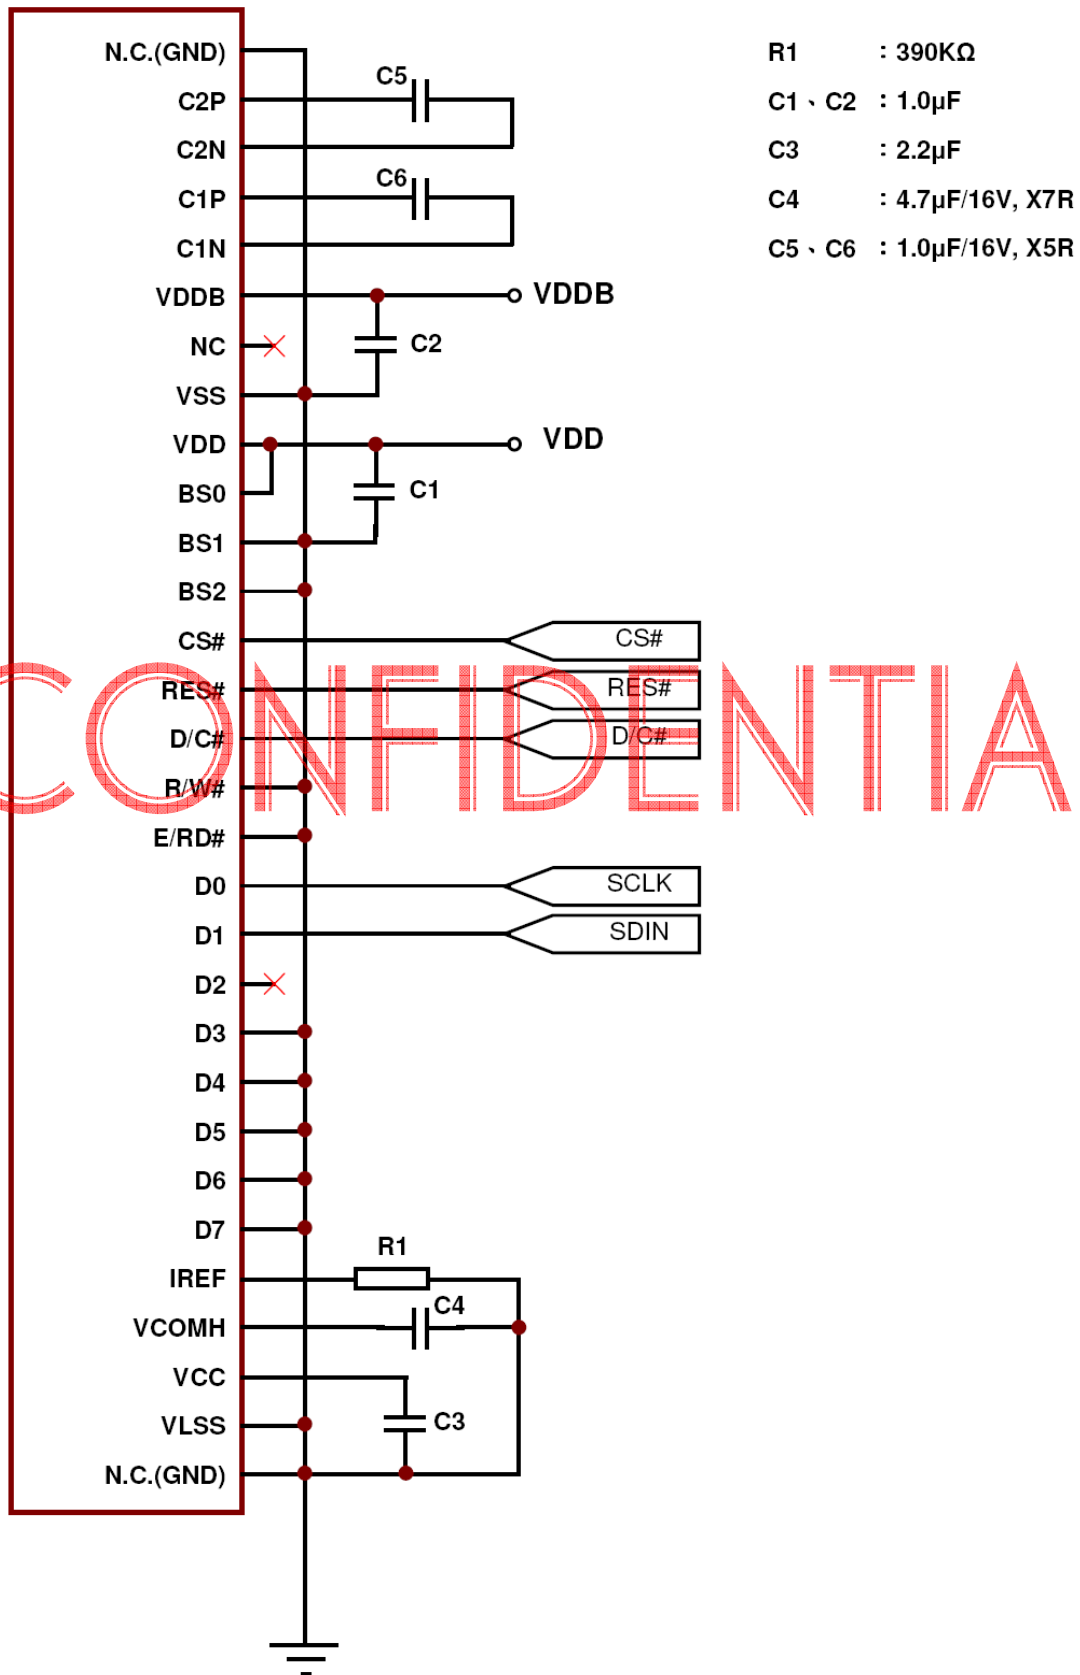 N.C.(GND)
C2P
C2N
C1P
C1N
VDDB
NC
VSS
VDD
BS0
BS1
BS2
CS#
RES#
D/C#
R/W#
E/RD#
D0
D1
D2
D3
D4
D5
D6
D7
IREF
VCOMH
VCC
VLSS
N.C.(GND)
C5
C6
VDDB
C2
VDD
C1
CS#
RES#
D/C#
SCLK
SDIN
R1
C4
C3
R1 : 390KΩ
C1、C2 : 1.0μF
C3 : 2.2μF
C4 : 4.7μF/16V, X7R
C5、C6 : 1.0μF/16V, X5R
CONFIDENTIA